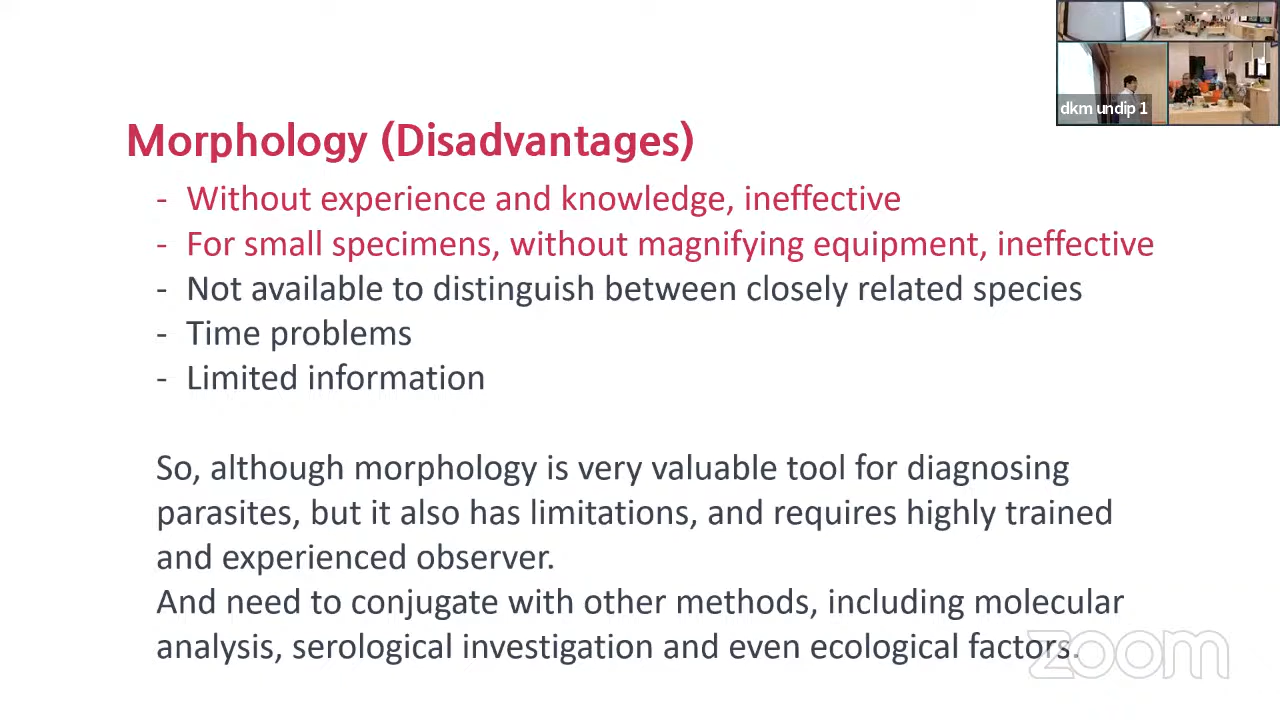 dkm undip 1
Morphology (Disadvantages)
- Without experience and knowledge, ineffective
- For small specimens, without magnifying equipment, ineffective
- Not available to distinguish between closely related species
- Time problems
- Limited information
So, although morphology is very valuable tool for diagnosing
parasites, but it also has limitations, and requires highly trained
and experienced observer.
And need to conjugate with other methods, including molecular
analysis, serological investigation and even ecological factors.
zoom